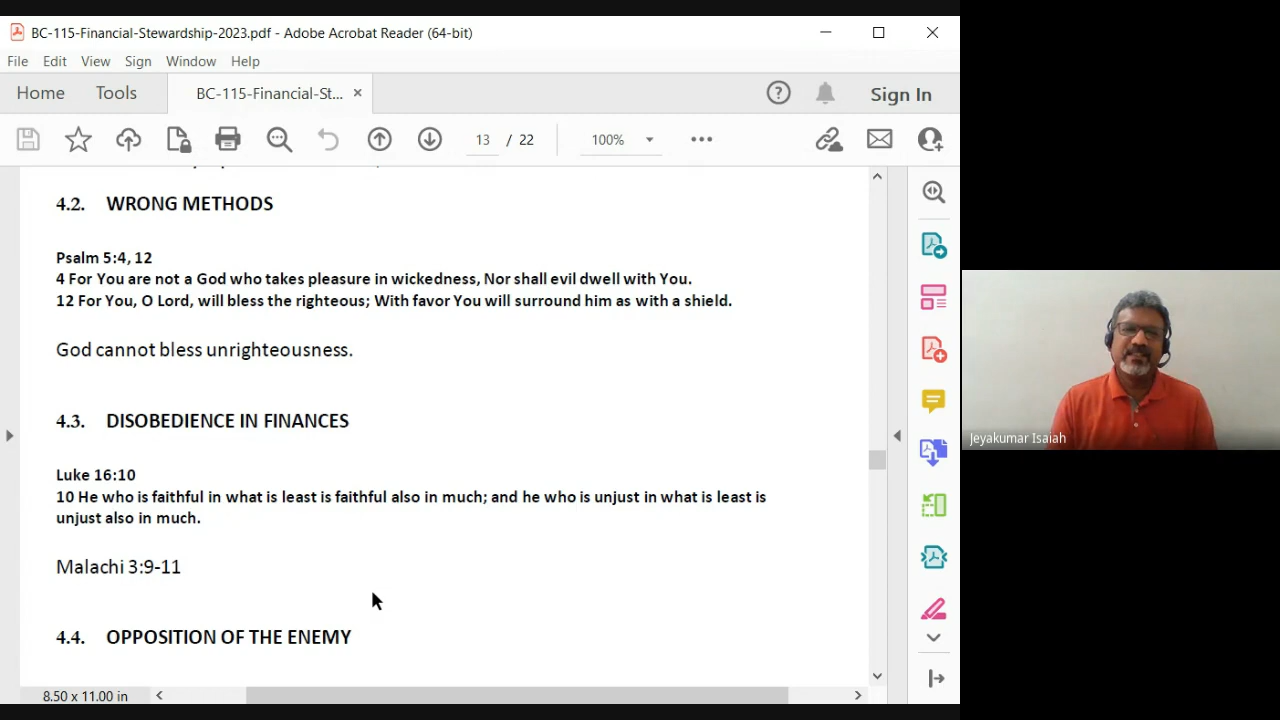 BC-115-Financial-Stewardship-2023.pdf - Adobe Acrobat Reader (64-bit)
File Edit View Sign Window Help
Home Tools BC-115-Financial-St... × Sign In
13 / 22 100%
4.2. WRONG METHODS
Psalm 5:4, 12
4 For You are not a God who takes pleasure in wickedness, Nor shall evil dwell with You.
12 For You, O Lord, will bless the righteous; With favor You will surround him as with a shield.
God cannot bless unrighteousness.
4.3. DISOBEDIENCE IN FINANCES
Luke 16:10
10 He who is faithful in what is least is faithful also in much; and he who is unjust in what is least is
unjust also in much.
Malachi 3:9-11
4.4. OPPOSITION OF THE ENEMY
8.50 x 11.00 in
Jeyakumar Isaiah